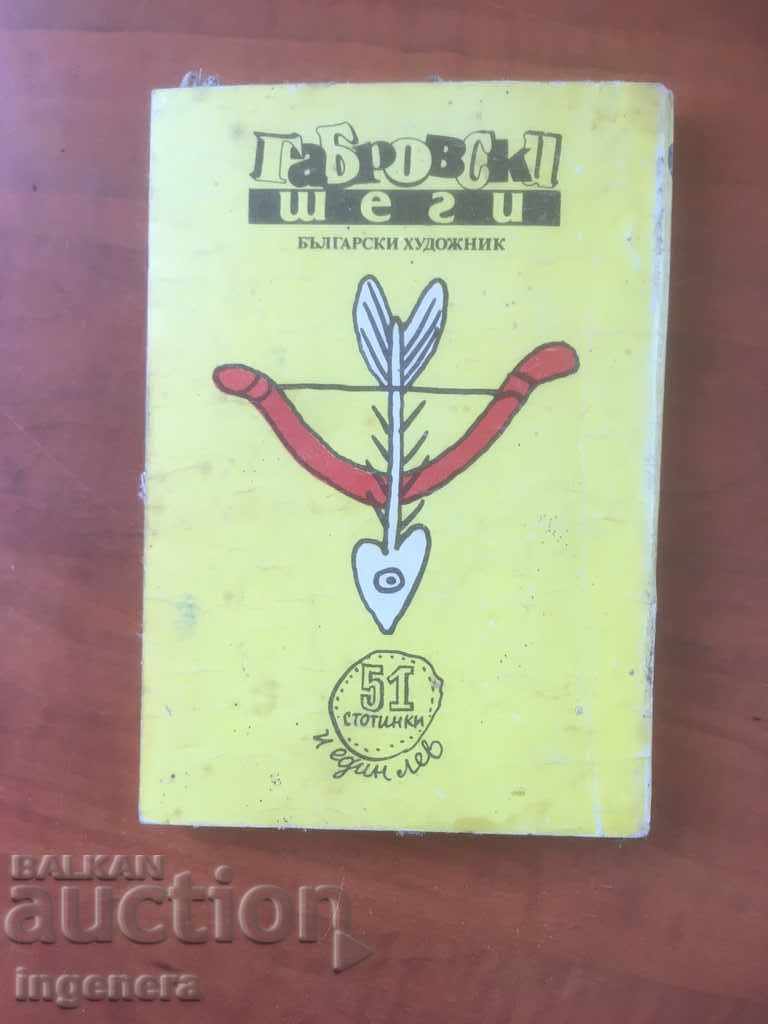 Габровски
шеги
БЪЛГАРСКИ ХУДОЖНИК
51
СТОТИНКИ
и един лев
BALKAN
auction
ingenera